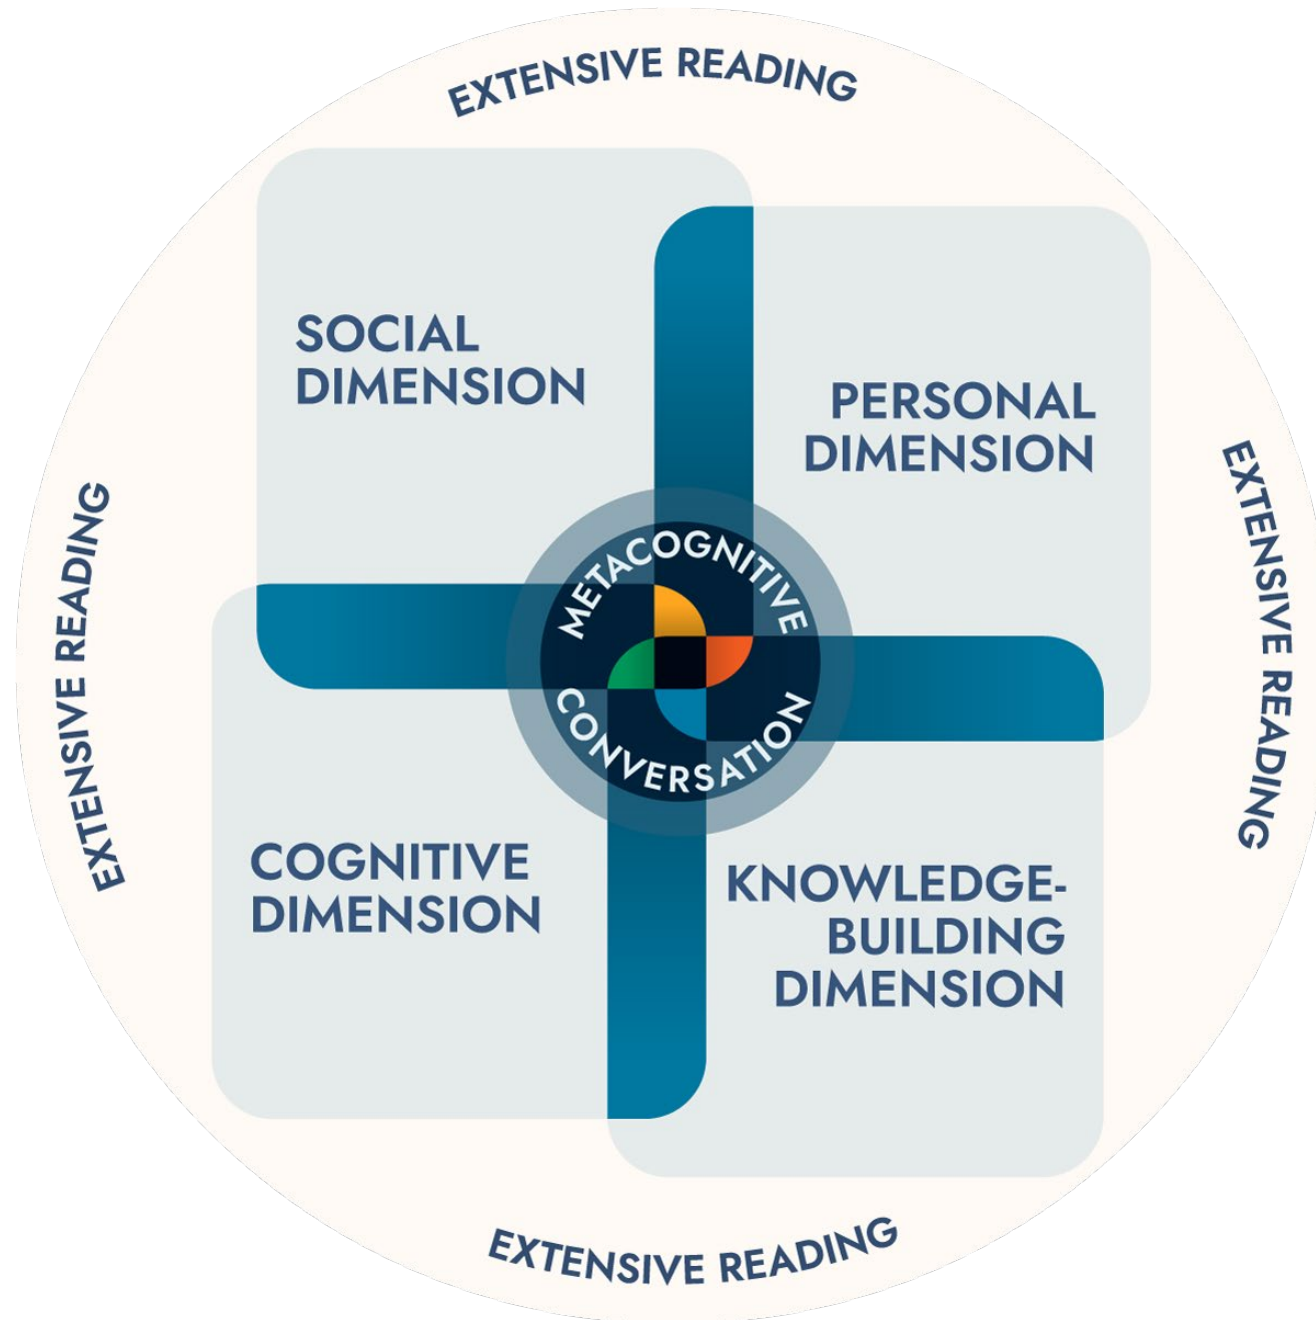 EXTENSIVE READING
SOCIAL
DIMENSION
PERSONAL
DIMENSION
EXTENSIVE READING
EXTENSIVE READING
METACOGNITIVE
CONVERSATION
COGNITIVE
DIMENSION
KNOWLEDGE-
BUILDING
DIMENSION
EXTENSIVE READING